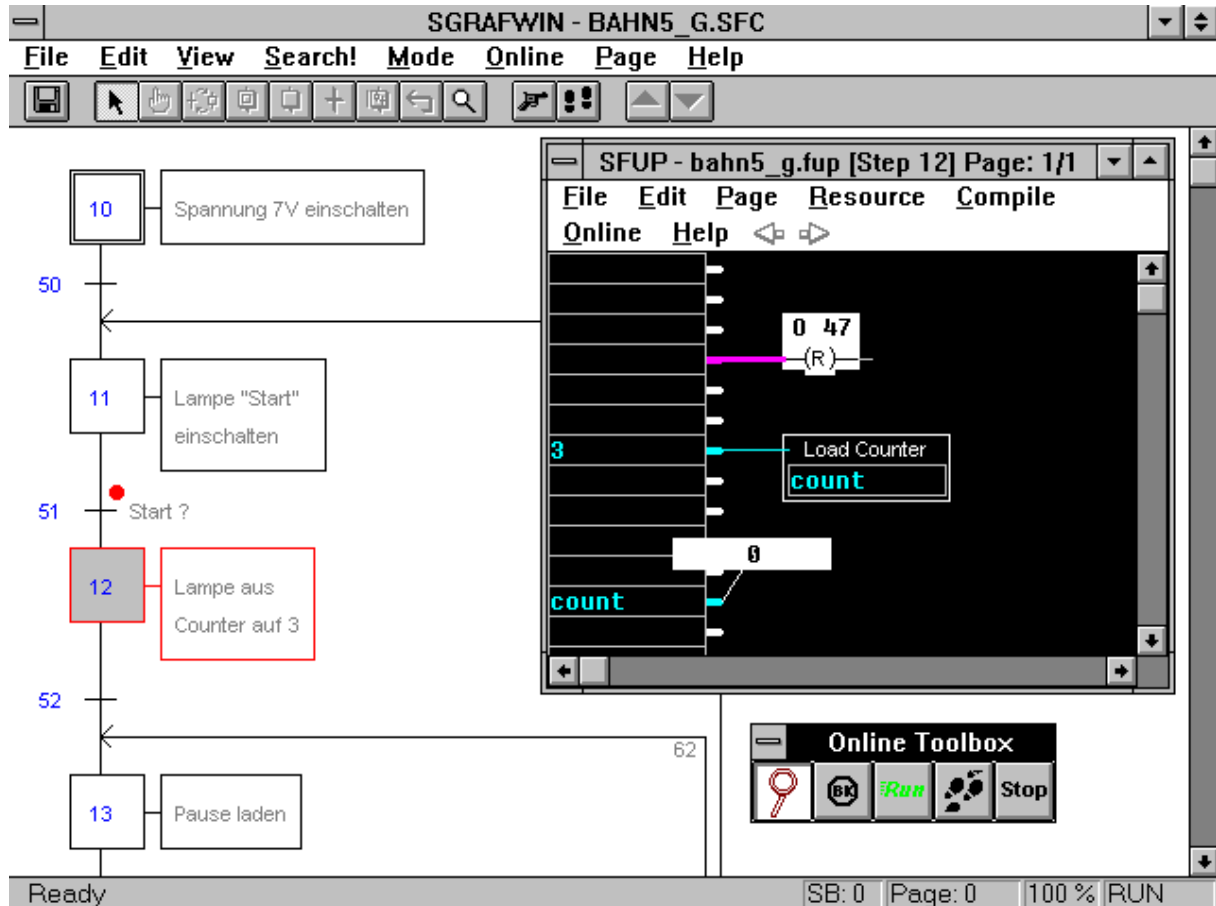 SGRAFWIN - BAHN5_G.SFC
File Edit View Search! Mode Online Page Help
10
Spannung 7V einschalten
50
11
Lampe "Start"
einschalten
51
Start ?
12
Lampe aus
Counter auf 3
52
62
13
Pause laden
SFUP - bahn5_g.fup [Step 12] Page: 1/1
File Edit Page Resource Compile
Online Help
0 47
(R)
3
Load Counter
count
0
count
Online Toolbox
BK
Run
Stop
Ready
SB: 0
Page: 0
100 %
RUN